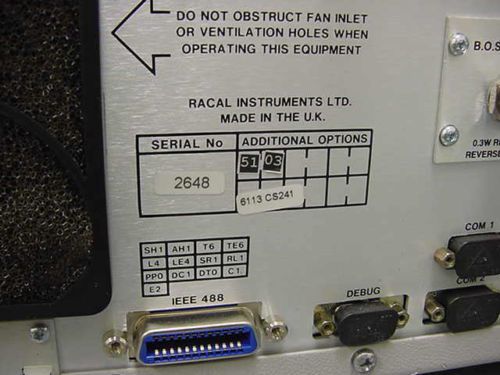 DO NOT OBSTRUCT FAN INLET
OR VENTILATION HOLES WHEN
OPERATING THIS EQUIPMENT
B.O.S
0.3W R
REVERSE
RACAL INSTRUMENTS LTD.
MADE IN THE U.K.
SERIAL No ADDITIONAL OPTIONS
51 03
2648
6113 CS241
SH1 AH1 T6 TE6
L4 LE4 SR1 RL1
PP0 DC1 DT0 C1
E2
IEEE 488
DEBUG
COM 1
COM 2